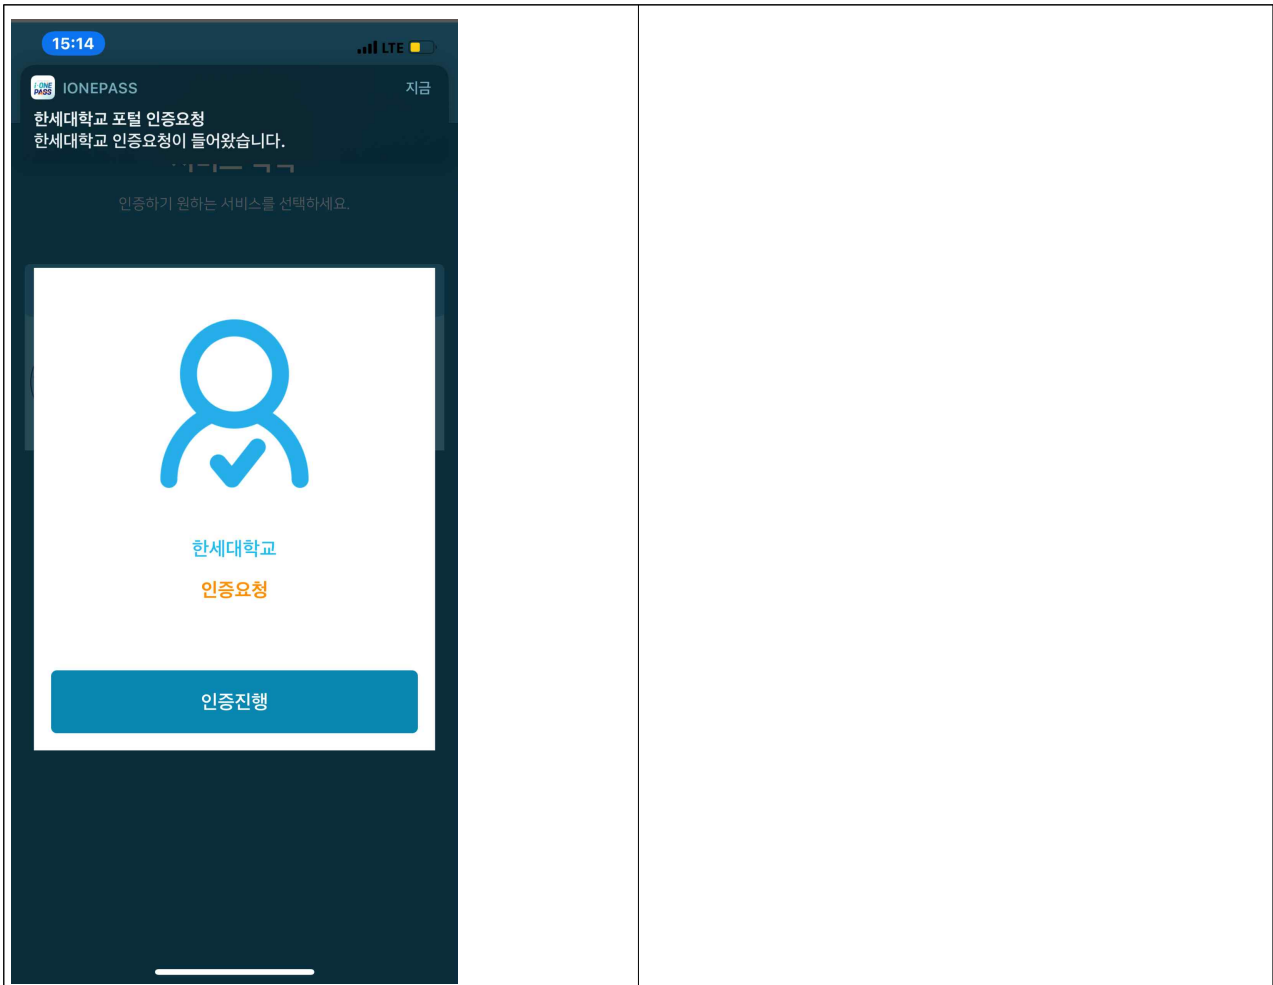 15:14
LTE
I-ONE
PASS
IONEPASS
지금
한세대학교 포털 인증요청
한세대학교 인증요청이 들어왔습니다.
인증하기 원하는 서비스를 선택하세요.
한세대학교
인증요청
인증진행